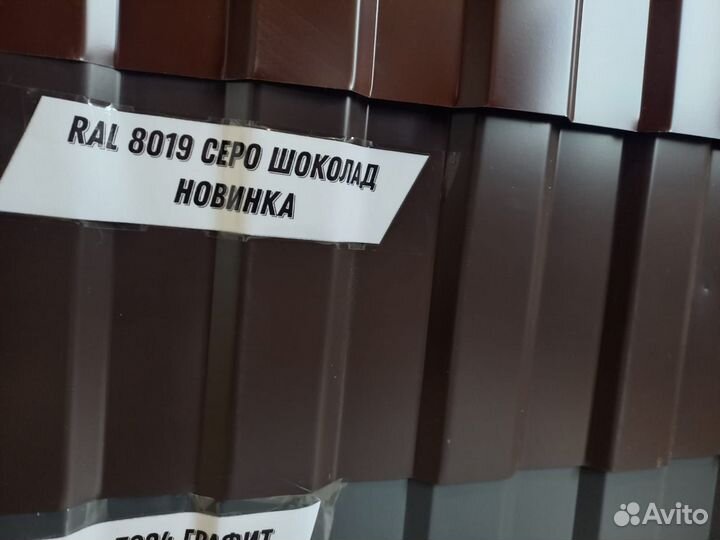 RAL 8019 СЕРО ШОКОЛАД
НОВИНКА
ГРАФИТ
Avito